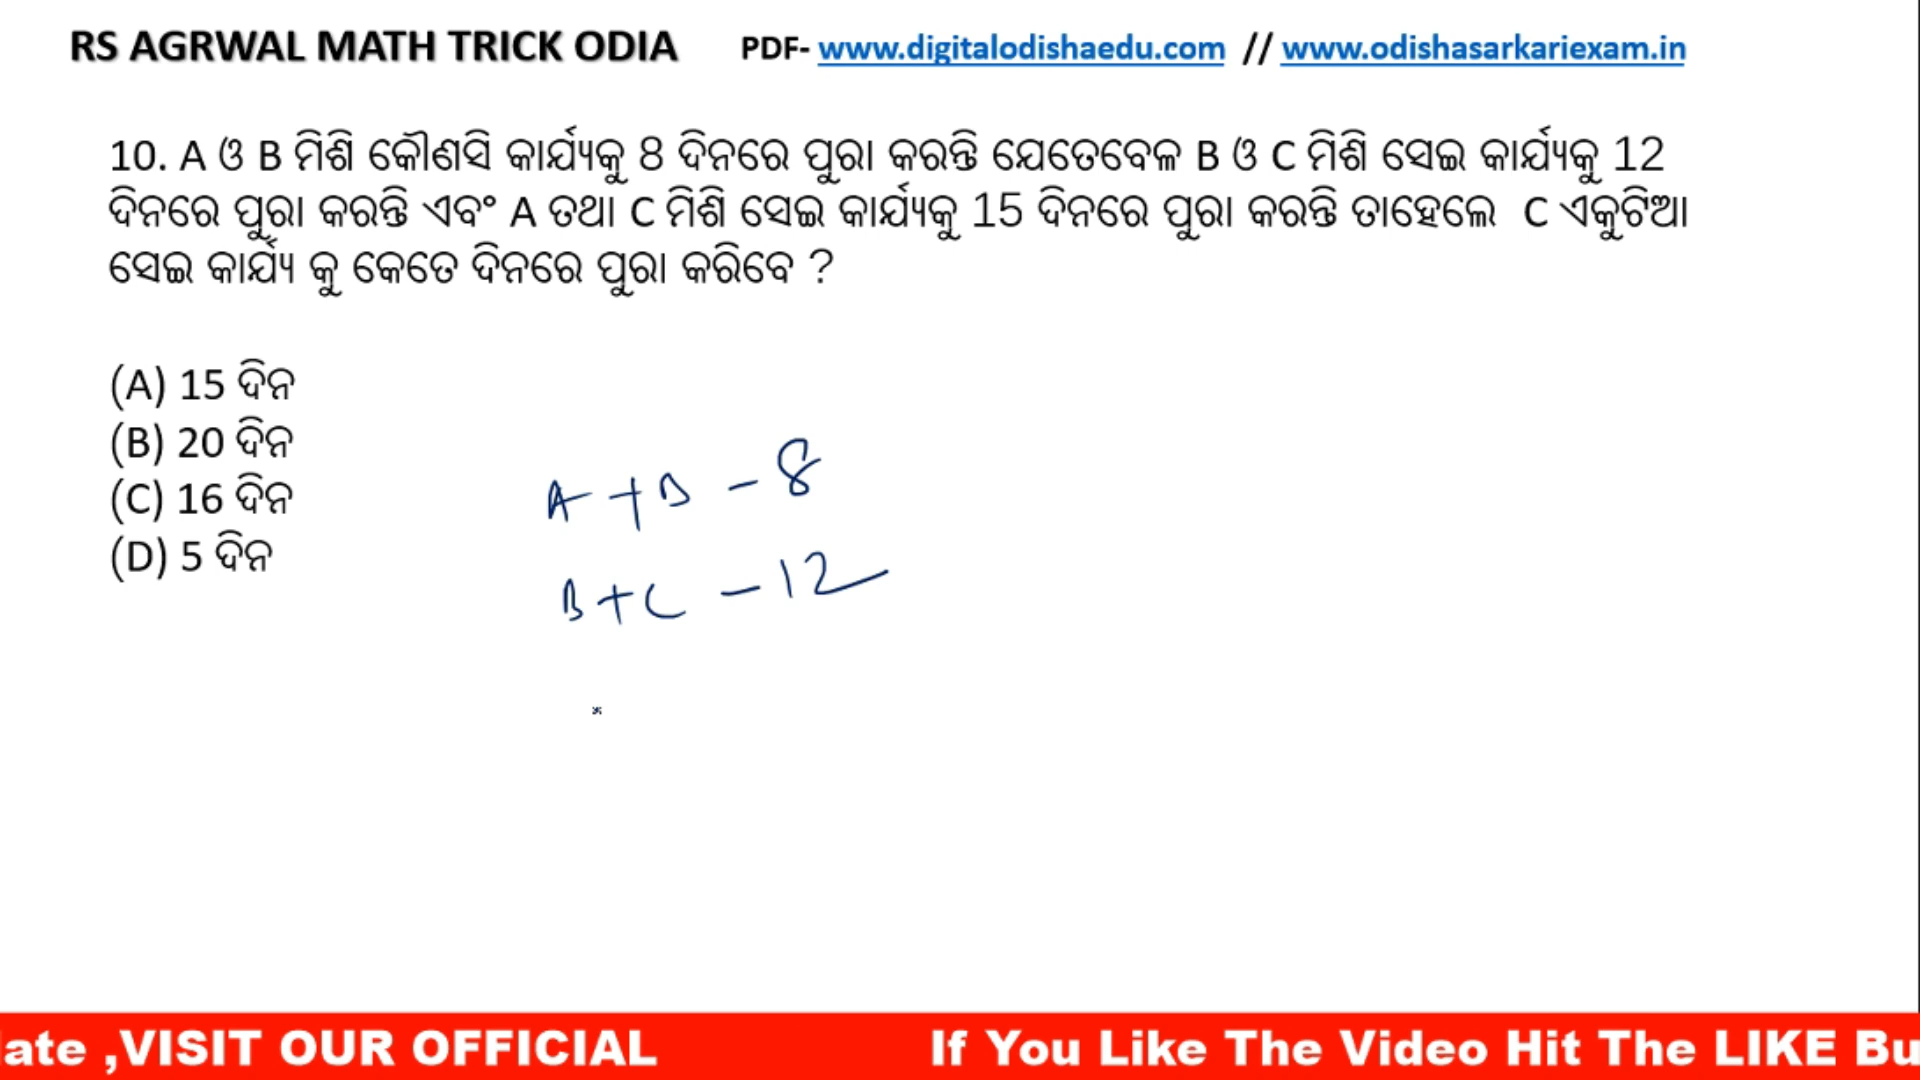 RS AGRWAL MATH TRICK ODIA PDF- www.digitalodishaedu.com // www.odishasarkariexam.in
10. A ଓ B ମିଶି କୌଣସି କାର୍ଯ୍ୟକୁ 8 ଦିନରେ ପୁରା କରନ୍ତି ଯେତେବେଳ B ଓ C ମିଶି ସେଇ କାର୍ଯ୍ୟକୁ 12
ଦିନରେ ପୁରା କରନ୍ତି ଏବଂ A ତଥା C ମିଶି ସେଇ କାର୍ଯ୍ୟକୁ 15 ଦିନରେ ପୁରା କରନ୍ତି ତାହେଲେ C ଏକୁଟିଆ
ସେଇ କାର୍ଯ୍ୟ କୁ କେତେ ଦିନରେ ପୁରା କରିବେ ?
(A) 15 ଦିନ
(B) 20 ଦିନ
(C) 16 ଦିନ
(D) 5 ଦିନ
A+B - 8
B+C - 12
late ,VISIT OUR OFFICIAL If You Like The Video Hit The LIKE Bu